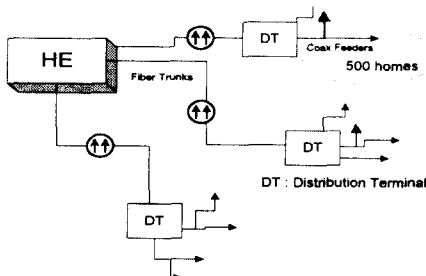 HE
DT
Coax Feeders
500 homes
Fiber Trunks
DT
DT : Distribution Terminal
DT